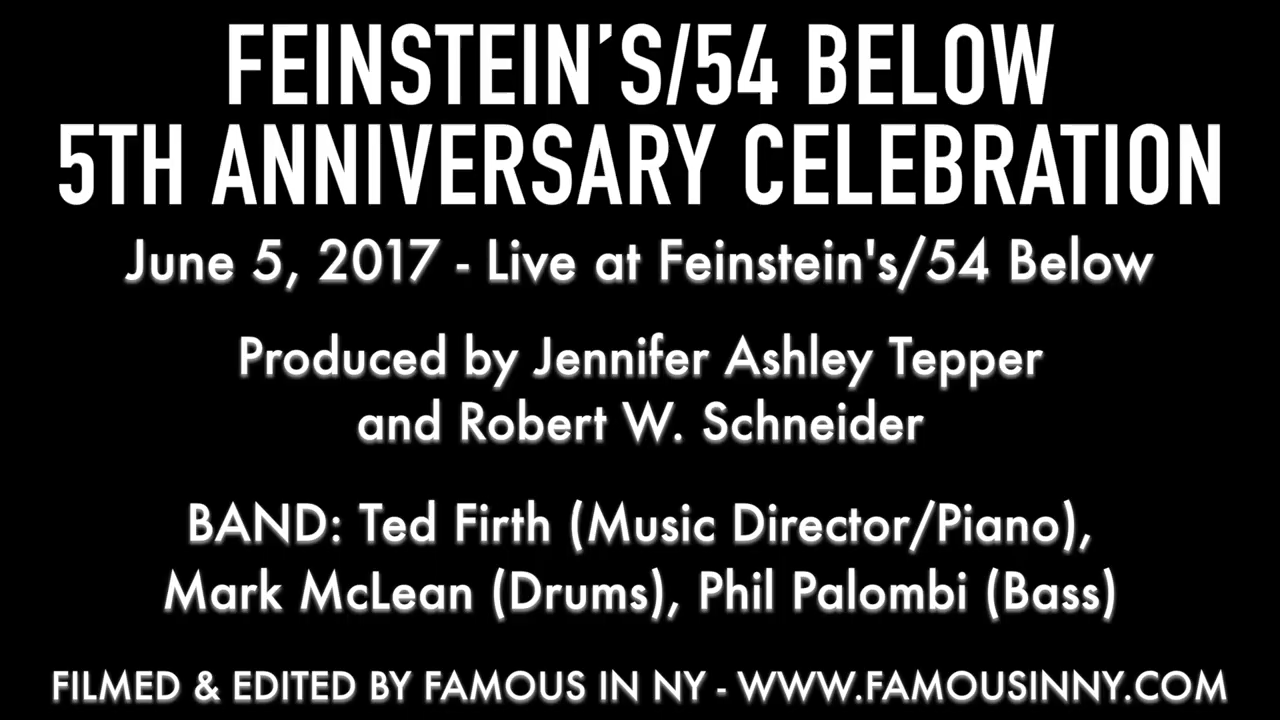 FEINSTEIN’S/54 BELOW
5TH ANNIVERSARY CELEBRATION
June 5, 2017 - Live at Feinstein's/54 Below
Produced by Jennifer Ashley Tepper
and Robert W. Schneider
BAND: Ted Firth (Music Director/Piano),
Mark McLean (Drums), Phil Palombi (Bass)
FILMED & EDITED BY FAMOUS IN NY - WWW.FAMOUSINNY.COM